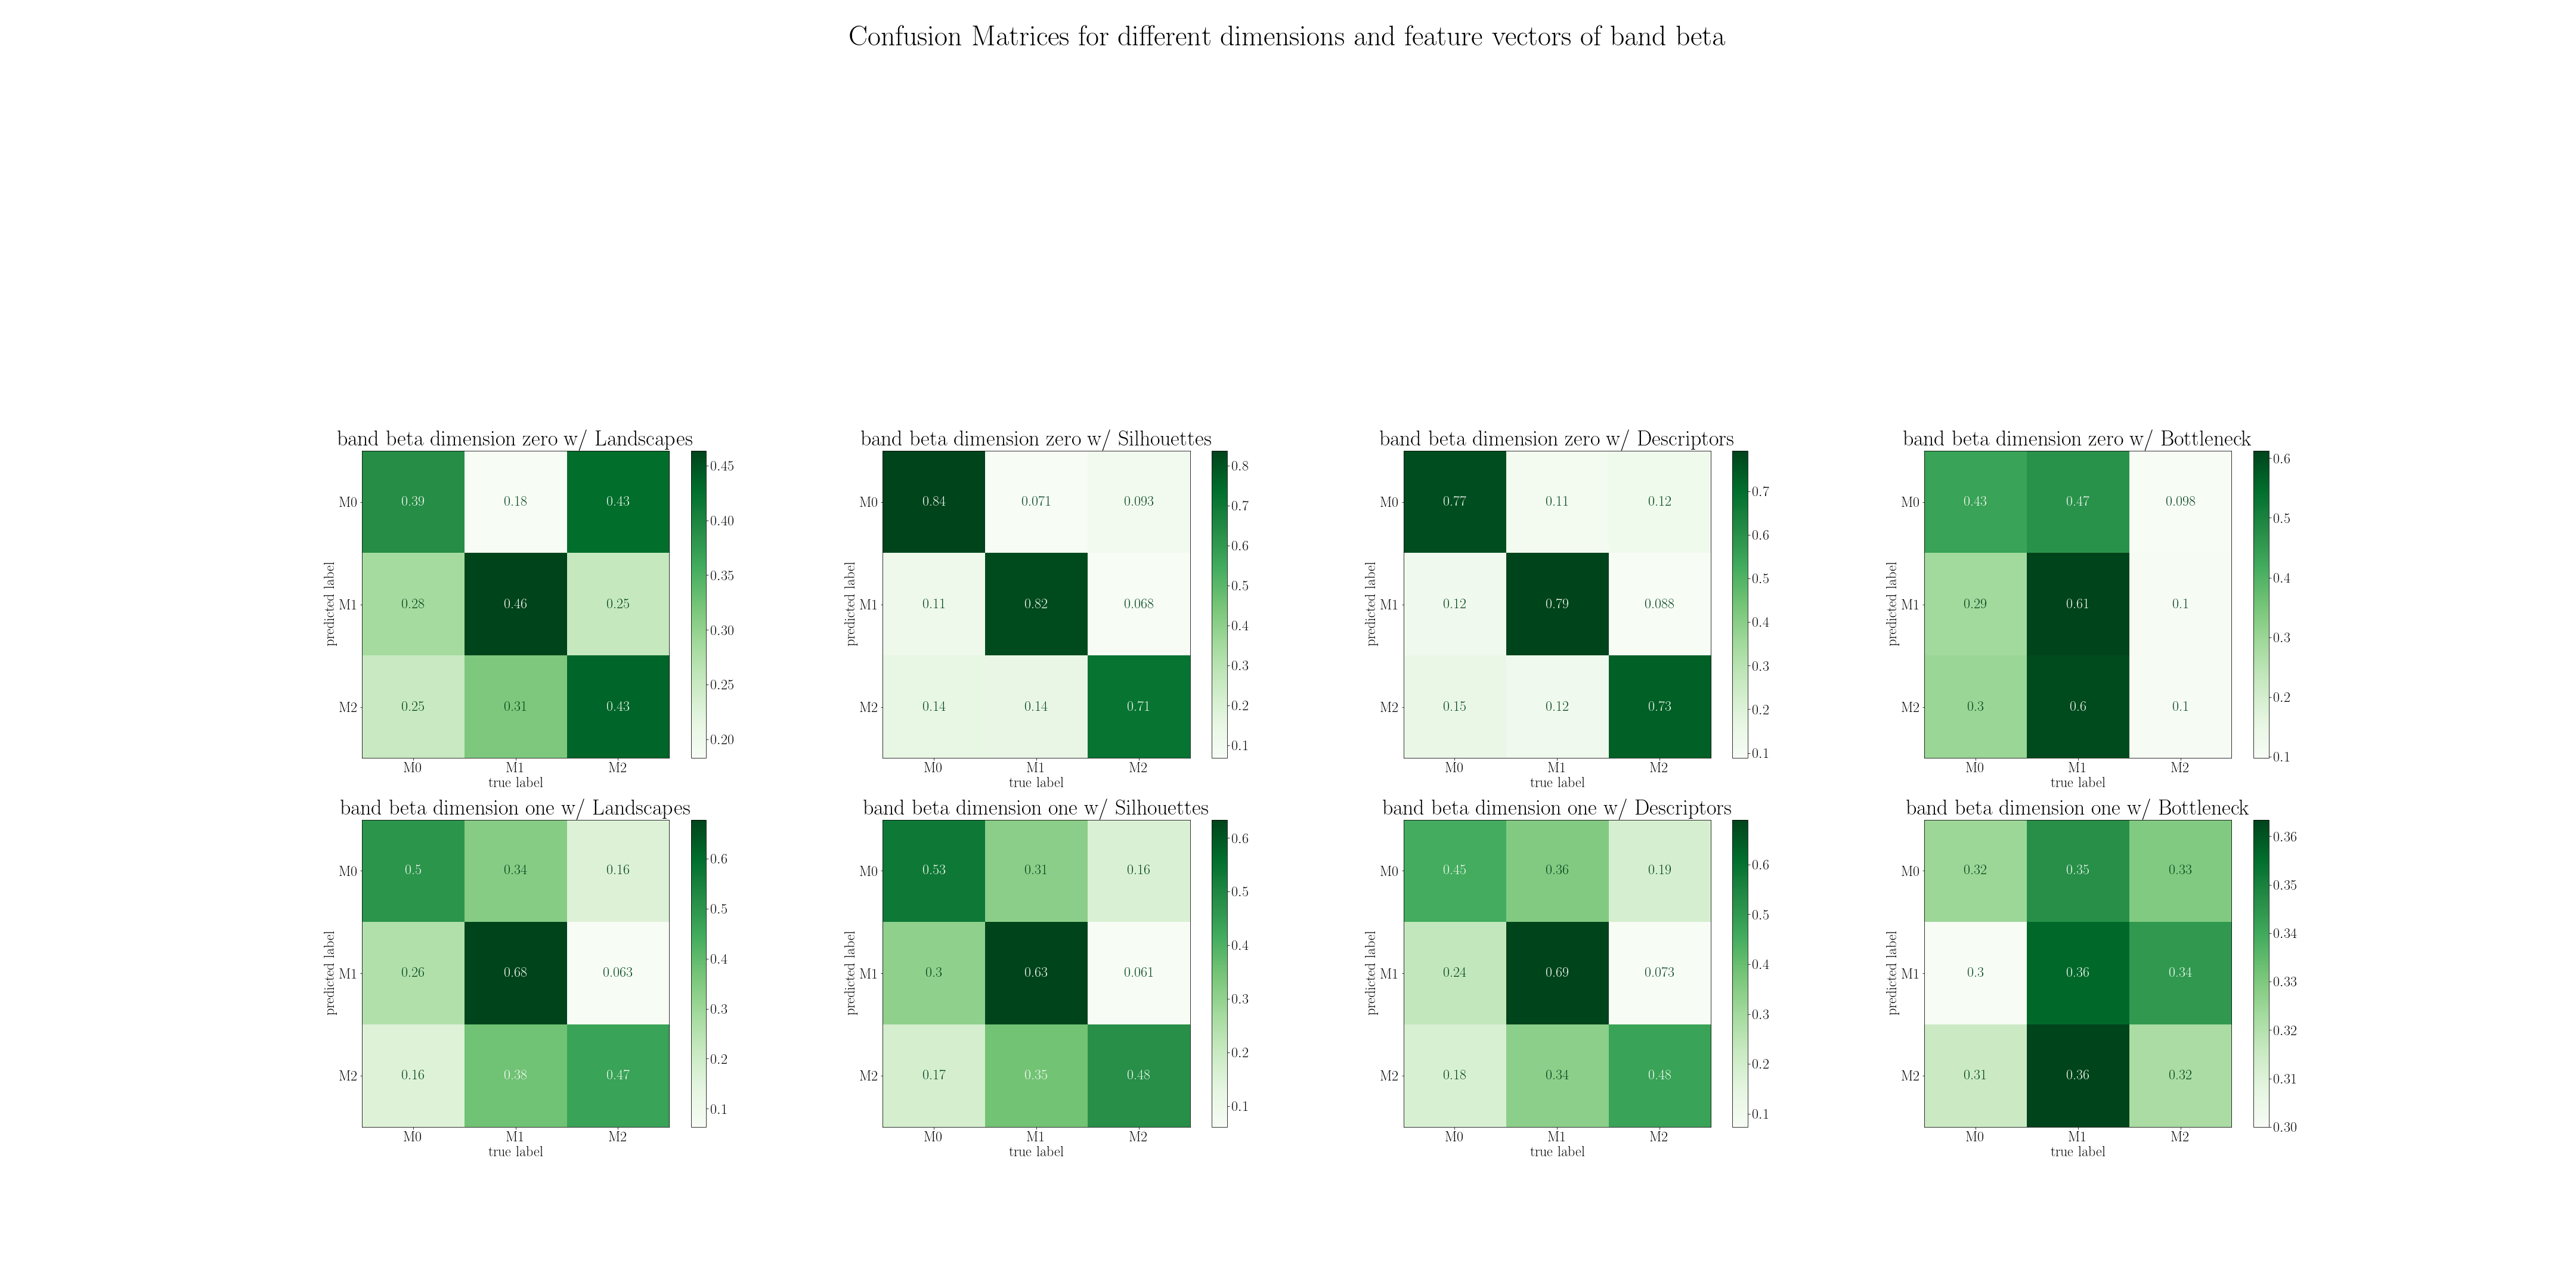 Confusion Matrices for different dimensions and feature vectors of band beta
band beta dimension zero w/ Landscapes
M0 0.39 0.18 0.43
M1 0.28 0.46 0.25
M2 0.25 0.31 0.43
M0 M1 M2
true label
predicted label
0.45
0.40
0.35
0.30
0.25
0.20
band beta dimension zero w/ Silhouettes
M0 0.84 0.071 0.093
M1 0.11 0.82 0.068
M2 0.14 0.14 0.71
M0 M1 M2
true label
predicted label
0.8
0.7
0.6
0.5
0.4
0.3
0.2
0.1
band beta dimension zero w/ Descriptors
M0 0.77 0.11 0.12
M1 0.12 0.79 0.088
M2 0.15 0.12 0.73
M0 M1 M2
true label
predicted label
0.7
0.6
0.5
0.4
0.3
0.2
0.1
band beta dimension zero w/ Bottleneck
M0 0.43 0.47 0.098
M1 0.29 0.61 0.1
M2 0.3 0.6 0.1
M0 M1 M2
true label
predicted label
0.6
0.5
0.4
0.3
0.2
0.1
band beta dimension one w/ Landscapes
M0 0.5 0.34 0.16
M1 0.26 0.68 0.063
M2 0.16 0.38 0.47
M0 M1 M2
true label
predicted label
0.6
0.5
0.4
0.3
0.2
0.1
band beta dimension one w/ Silhouettes
M0 0.53 0.31 0.16
M1 0.3 0.63 0.061
M2 0.17 0.35 0.48
M0 M1 M2
true label
predicted label
0.6
0.5
0.4
0.3
0.2
0.1
band beta dimension one w/ Descriptors
M0 0.45 0.36 0.19
M1 0.24 0.69 0.073
M2 0.18 0.34 0.48
M0 M1 M2
true label
predicted label
0.6
0.5
0.4
0.3
0.2
0.1
band beta dimension one w/ Bottleneck
M0 0.32 0.35 0.33
M1 0.3 0.36 0.34
M2 0.31 0.36 0.32
M0 M1 M2
true label
predicted label
0.36
0.35
0.34
0.33
0.32
0.31
0.30